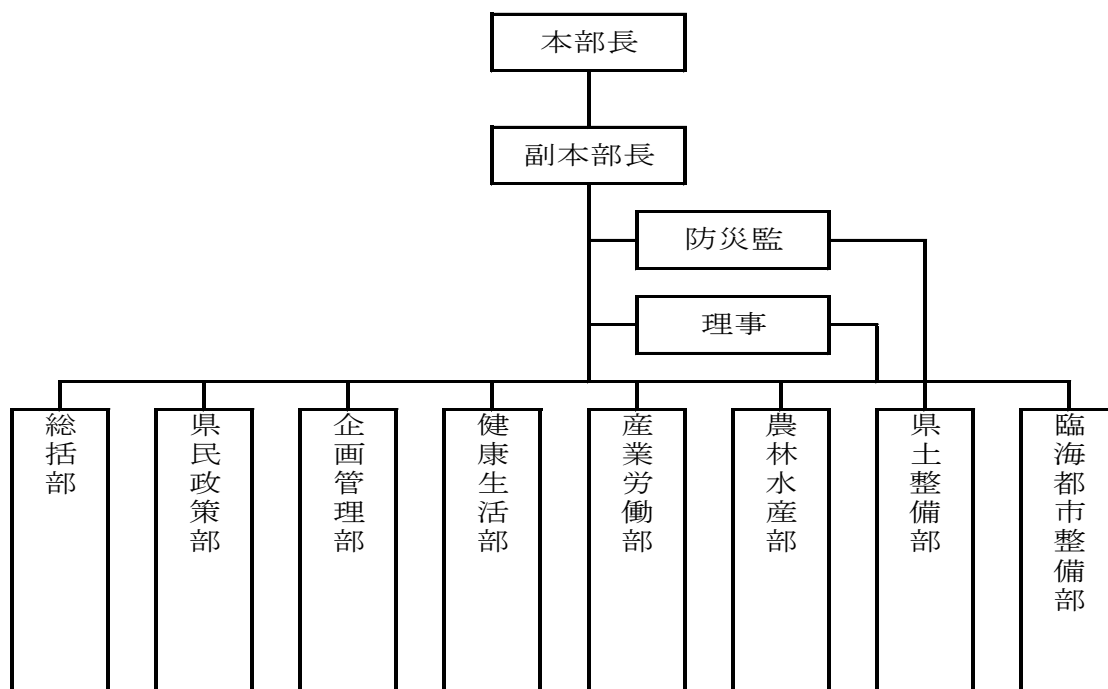 本部長
副本部長
防災監
理事
総括部
県民政策部
企画管理部
健康生活部
産業労働部
農林水産部
県土整備部
臨海都市整備部